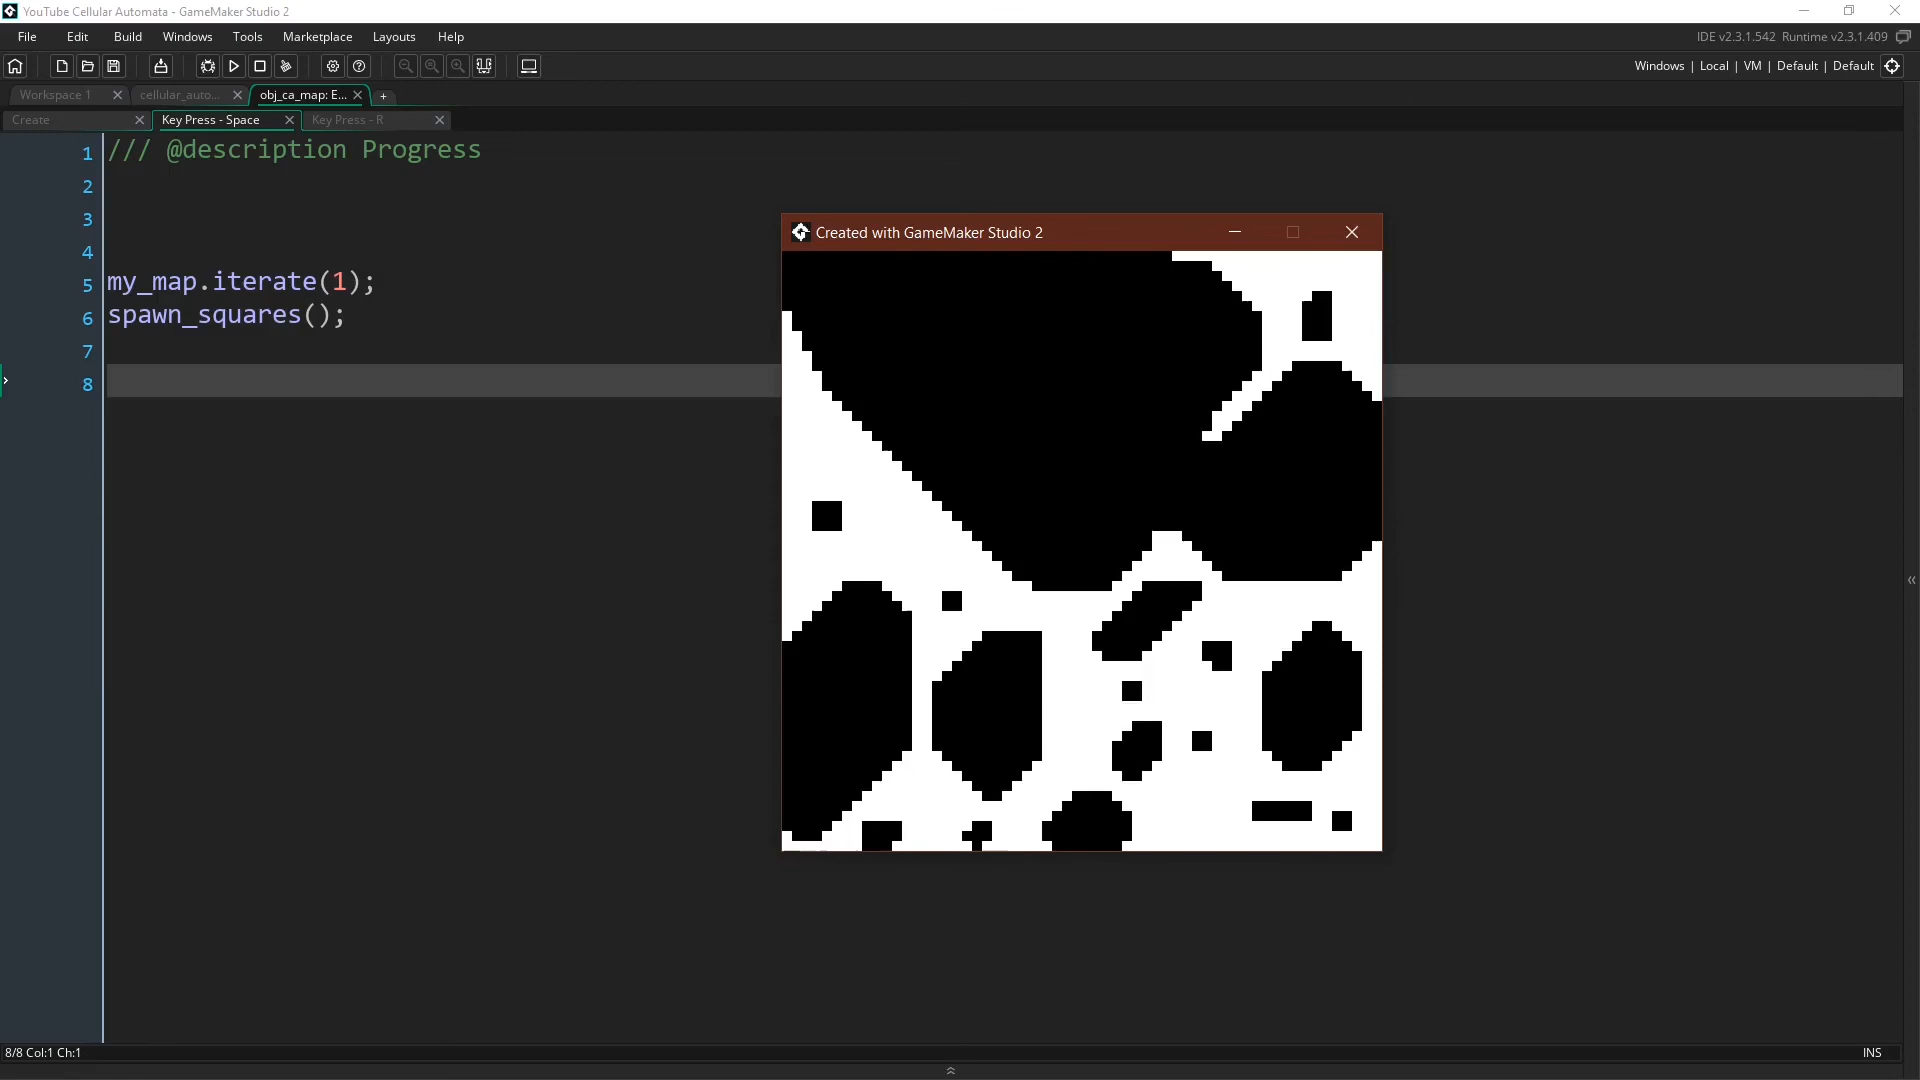 YouTube Cellular Automata - GameMaker Studio 2
File Edit Build Windows Tools Marketplace Layouts Help
IDE v2.3.1.542 Runtime v2.3.1.409
Windows | Local | VM | Default | Default
Workspace 1
cellular_auto...
obj_ca_map: E...
Create
Key Press - Space
Key Press - R
1 /// @description Progress
2
3
4
5 my_map.iterate(1);
6 spawn_squares();
7
8
Created with GameMaker Studio 2
8/8 Col:1 Ch:1
INS